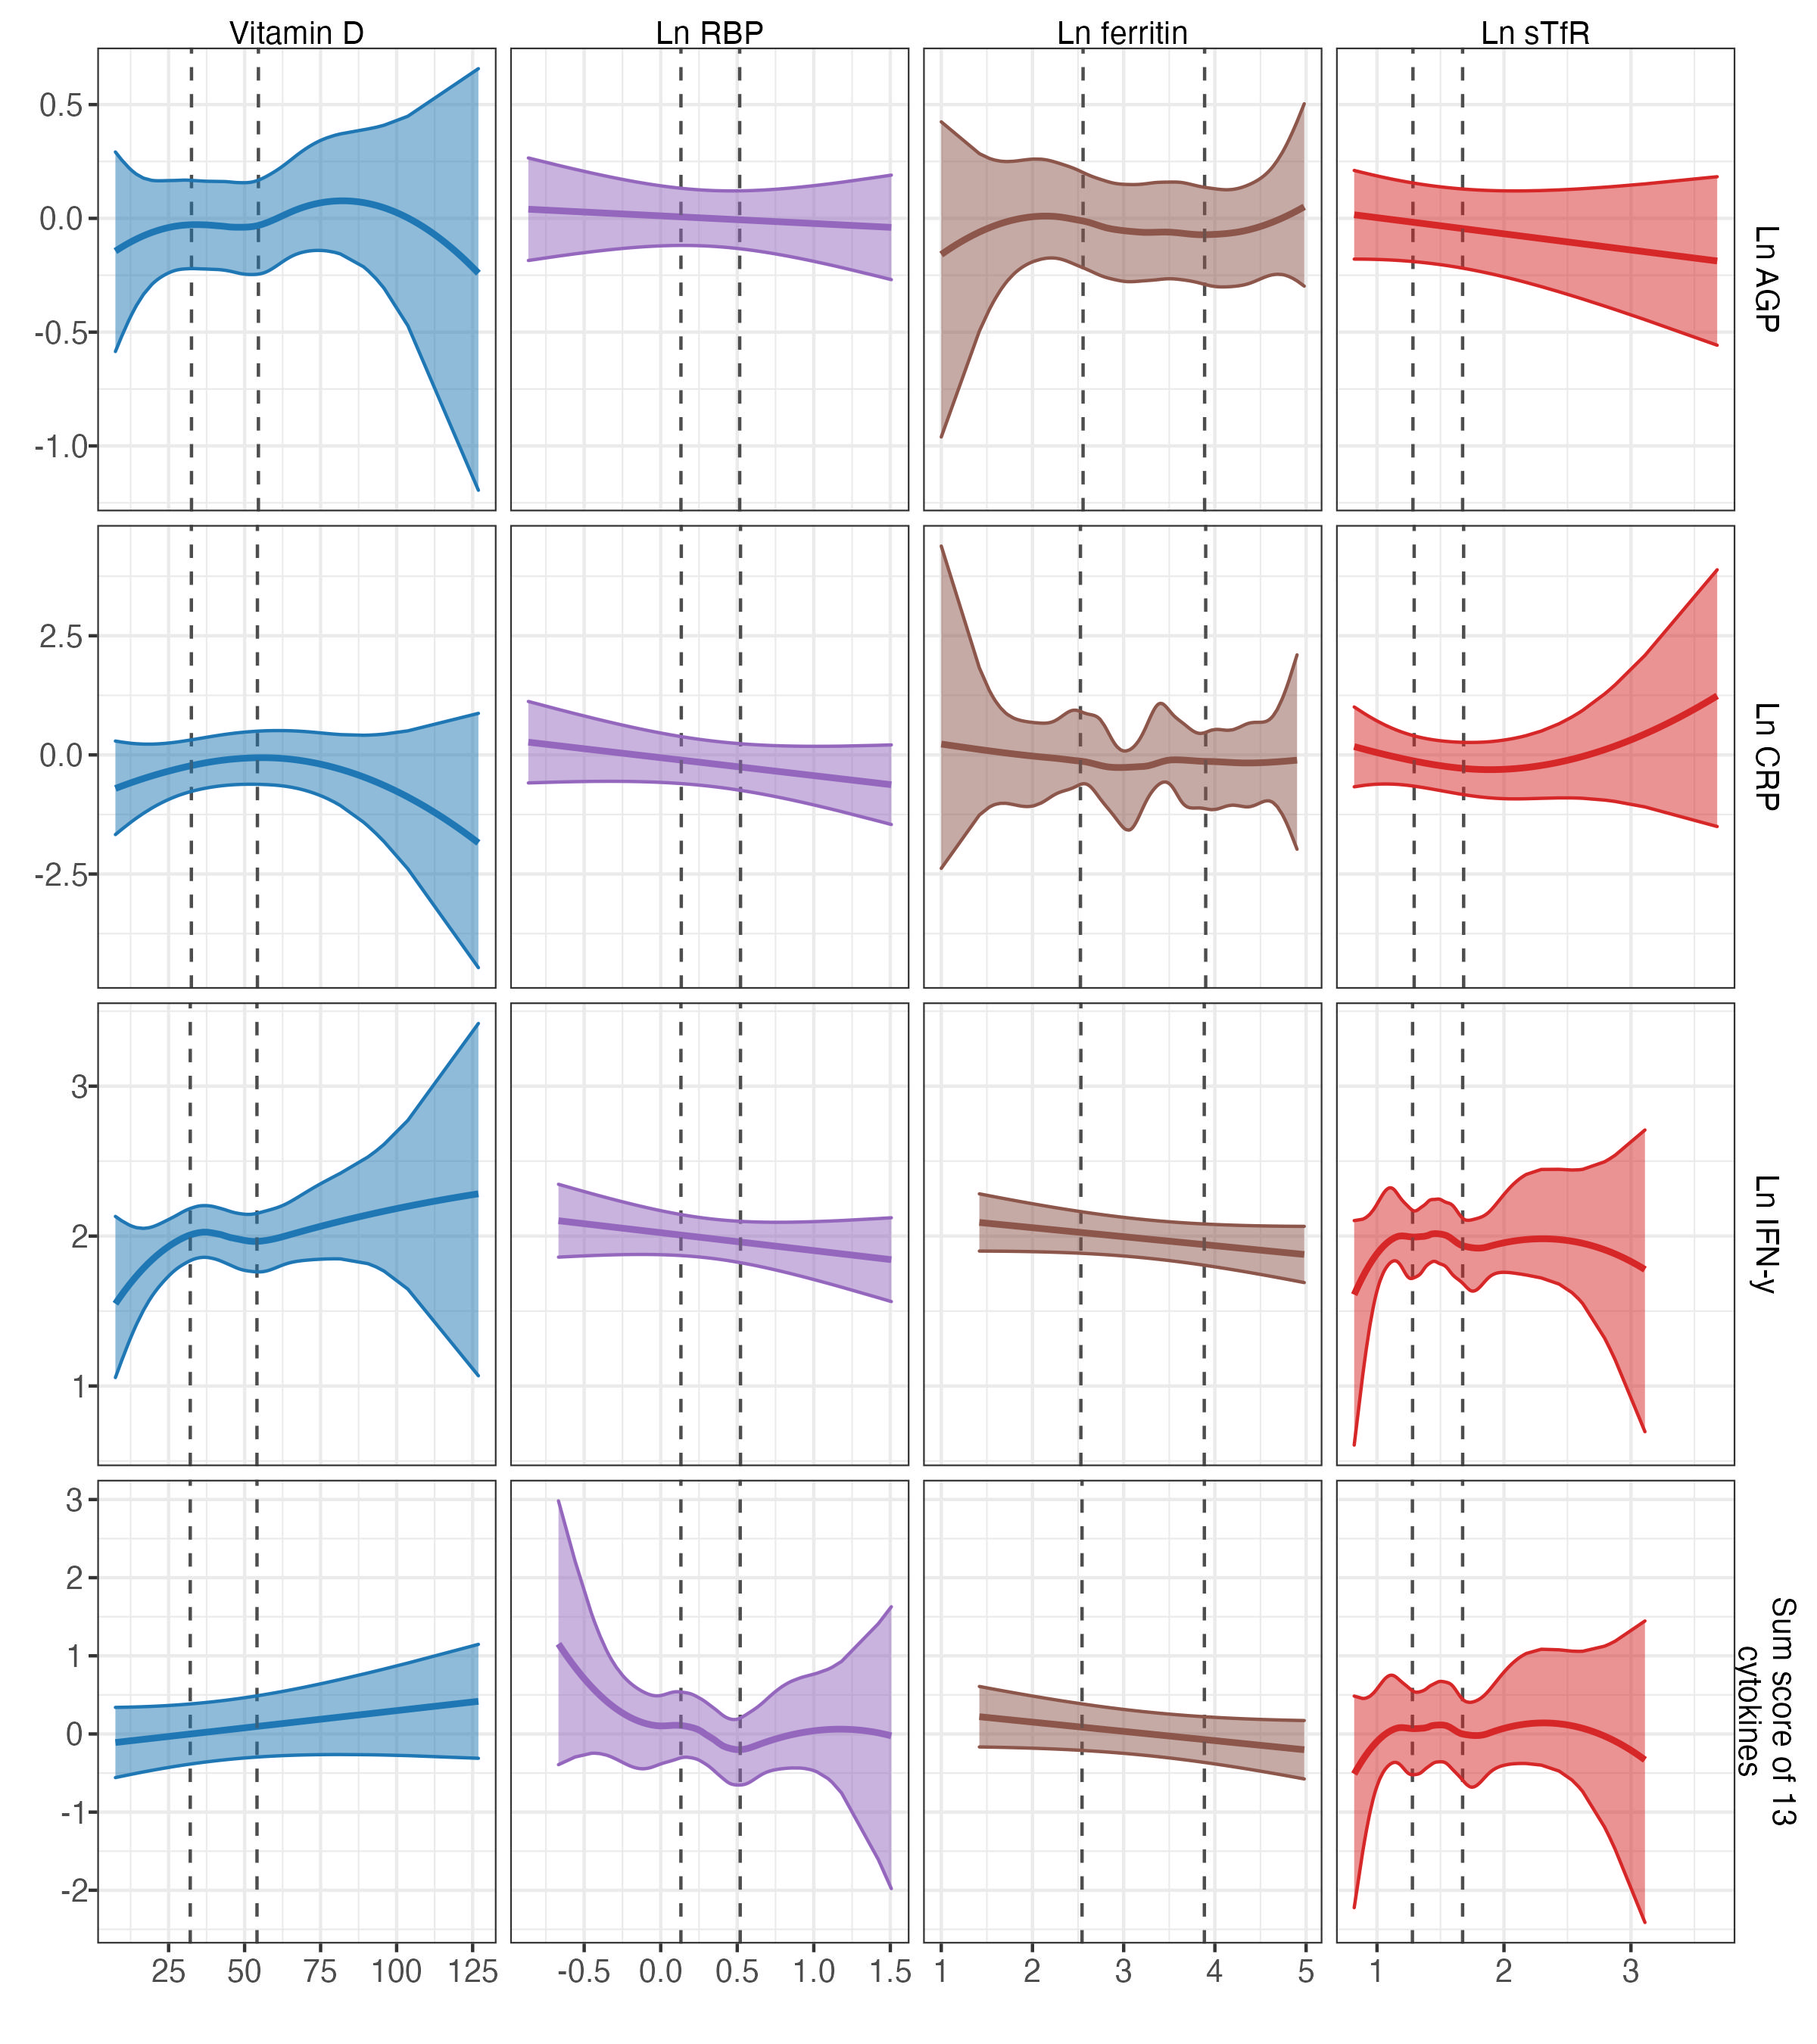 Vitamin D Ln RBP Ln ferritin Ln sTfR
0.5
0.0
-0.5
-1.0
Ln AGP
2.5
0.0
-2.5
Ln CRP
3
2
1
Ln IFN-y
3
2
1
0
-1
-2
Sum score of 13
cytokines
25 50 75 100 125 -0.5 0.0 0.5 1.0 1.5 1 2 3 4 5 1 2 3